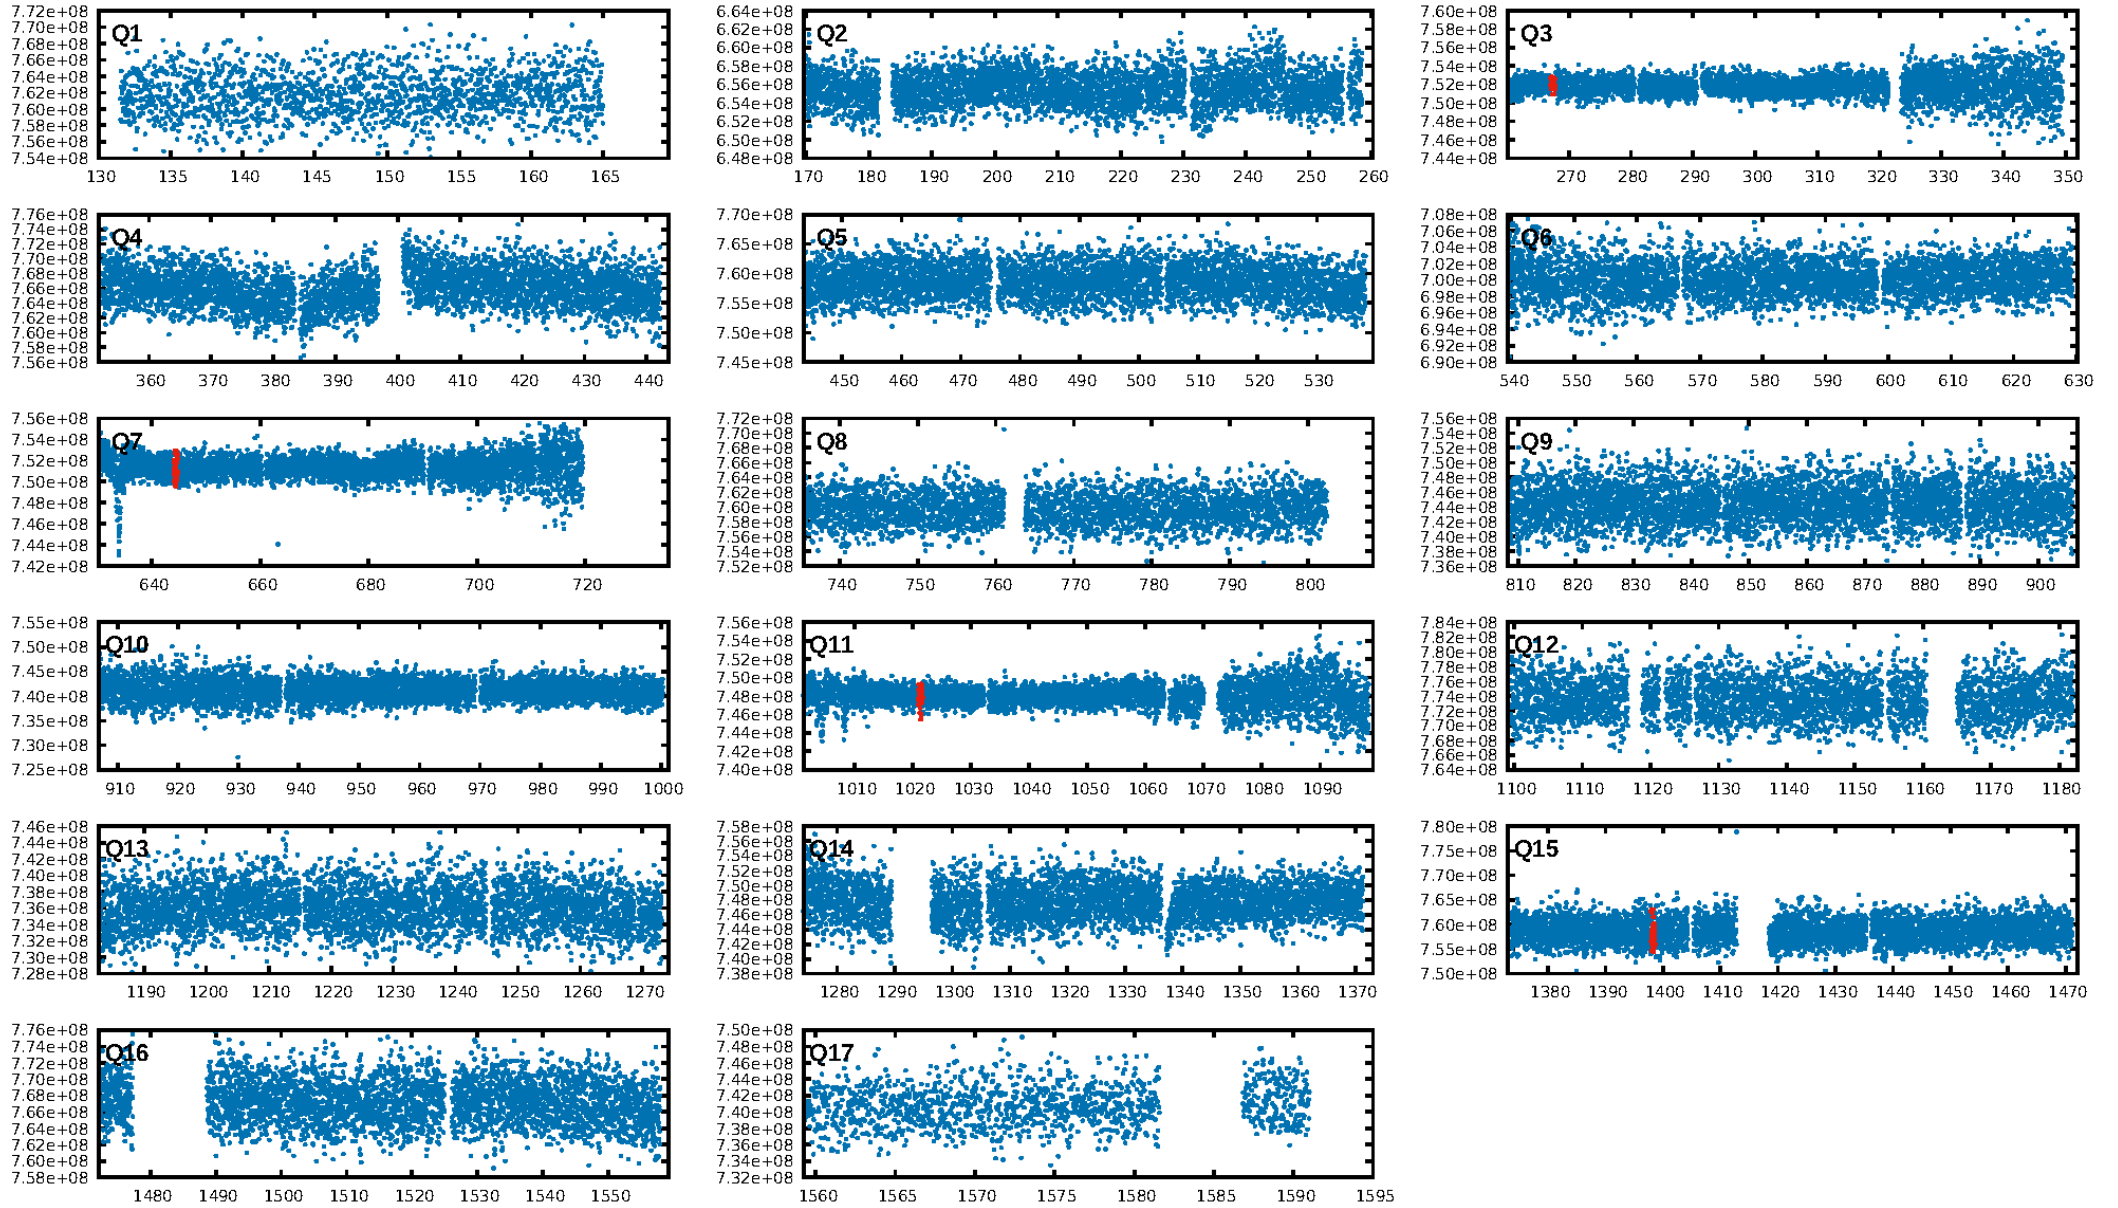 Q1
7.72e+08
7.70e+08
7.68e+08
7.66e+08
7.64e+08
7.62e+08
7.60e+08
7.58e+08
7.56e+08
7.54e+08
130 135 140 145 150 155 160 165
Q2
6.64e+08
6.62e+08
6.60e+08
6.58e+08
6.56e+08
6.54e+08
6.52e+08
6.50e+08
6.48e+08
170 180 190 200 210 220 230 240 250 260
Q3
7.60e+08
7.58e+08
7.56e+08
7.54e+08
7.52e+08
7.50e+08
7.48e+08
7.46e+08
7.44e+08
270 280 290 300 310 320 330 340 350
Q4
7.76e+08
7.74e+08
7.72e+08
7.70e+08
7.68e+08
7.66e+08
7.64e+08
7.62e+08
7.60e+08
7.58e+08
7.56e+08
360 370 380 390 400 410 420 430 440
Q5
7.70e+08
7.65e+08
7.60e+08
7.55e+08
7.50e+08
7.45e+08
450 460 470 480 490 500 510 520 530
Q6
7.08e+08
7.06e+08
7.04e+08
7.02e+08
7.00e+08
6.98e+08
6.96e+08
6.94e+08
6.92e+08
6.90e+08
540 550 560 570 580 590 600 610 620 630
Q7
7.56e+08
7.54e+08
7.52e+08
7.50e+08
7.48e+08
7.46e+08
7.44e+08
7.42e+08
640 660 680 700 720
Q8
7.72e+08
7.70e+08
7.68e+08
7.66e+08
7.64e+08
7.62e+08
7.60e+08
7.58e+08
7.56e+08
7.54e+08
7.52e+08
740 750 760 770 780 790 800
Q9
7.56e+08
7.54e+08
7.52e+08
7.50e+08
7.48e+08
7.46e+08
7.44e+08
7.42e+08
7.40e+08
7.38e+08
7.36e+08
810 820 830 840 850 860 870 880 890 900
Q10
7.55e+08
7.50e+08
7.45e+08
7.40e+08
7.35e+08
7.30e+08
7.25e+08
910 920 930 940 950 960 970 980 990 1000
Q11
7.56e+08
7.54e+08
7.52e+08
7.50e+08
7.48e+08
7.46e+08
7.44e+08
7.42e+08
7.40e+08
1010 1020 1030 1040 1050 1060 1070 1080 1090
Q12
7.84e+08
7.82e+08
7.80e+08
7.78e+08
7.76e+08
7.74e+08
7.72e+08
7.70e+08
7.68e+08
7.66e+08
7.64e+08
1100 1110 1120 1130 1140 1150 1160 1170 1180
Q13
7.46e+08
7.44e+08
7.42e+08
7.40e+08
7.38e+08
7.36e+08
7.34e+08
7.32e+08
7.30e+08
7.28e+08
1190 1200 1210 1220 1230 1240 1250 1260 1270
Q14
7.58e+08
7.56e+08
7.54e+08
7.52e+08
7.50e+08
7.48e+08
7.46e+08
7.44e+08
7.42e+08
7.40e+08
7.38e+08
1280 1290 1300 1310 1320 1330 1340 1350 1360 1370
Q15
7.80e+08
7.75e+08
7.70e+08
7.65e+08
7.60e+08
7.55e+08
7.50e+08
1380 1390 1400 1410 1420 1430 1440 1450 1460 1470
Q16
7.76e+08
7.74e+08
7.72e+08
7.70e+08
7.68e+08
7.66e+08
7.64e+08
7.62e+08
7.60e+08
7.58e+08
1480 1490 1500 1510 1520 1530 1540 1550
Q17
7.50e+08
7.48e+08
7.46e+08
7.44e+08
7.42e+08
7.40e+08
7.38e+08
7.36e+08
7.34e+08
7.32e+08
1560 1565 1570 1575 1580 1585 1590 1595